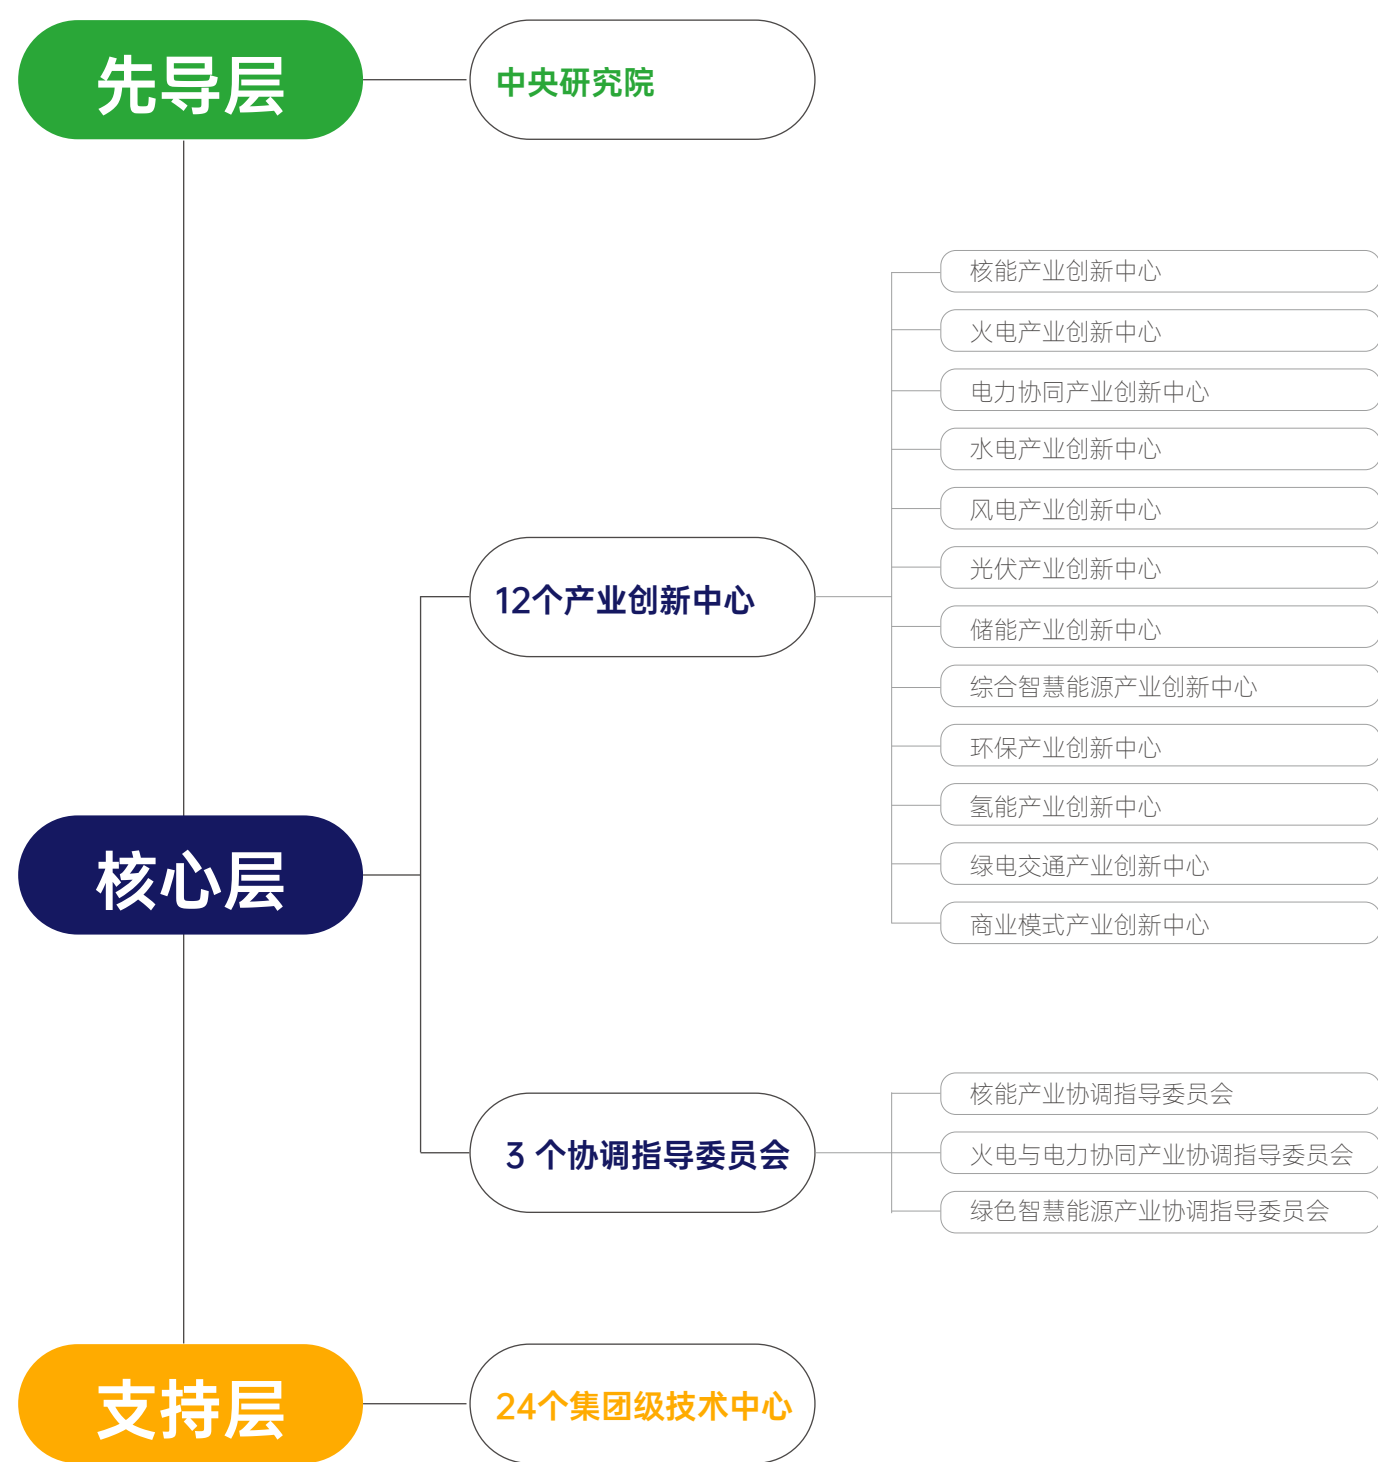 先导层
中央研究院
核心层
12个产业创新中心
核能产业创新中心
火电产业创新中心
电力协同产业创新中心
水电产业创新中心
风电产业创新中心
光伏产业创新中心
储能产业创新中心
综合智慧能源产业创新中心
环保产业创新中心
氢能产业创新中心
绿电交通产业创新中心
商业模式产业创新中心
3 个协调指导委员会
核能产业协调指导委员会
火电与电力协同产业协调指导委员会
绿色智慧能源产业协调指导委员会
支持层
24个集团级技术中心